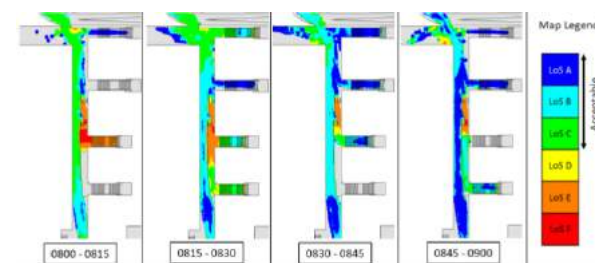 Map Legend
LoS A
LoS B
LoS C
LoS D
LoS E
LoS F
Acceptable
0800 - 0815
0815 - 0830
0830 - 0845
0845 - 0900